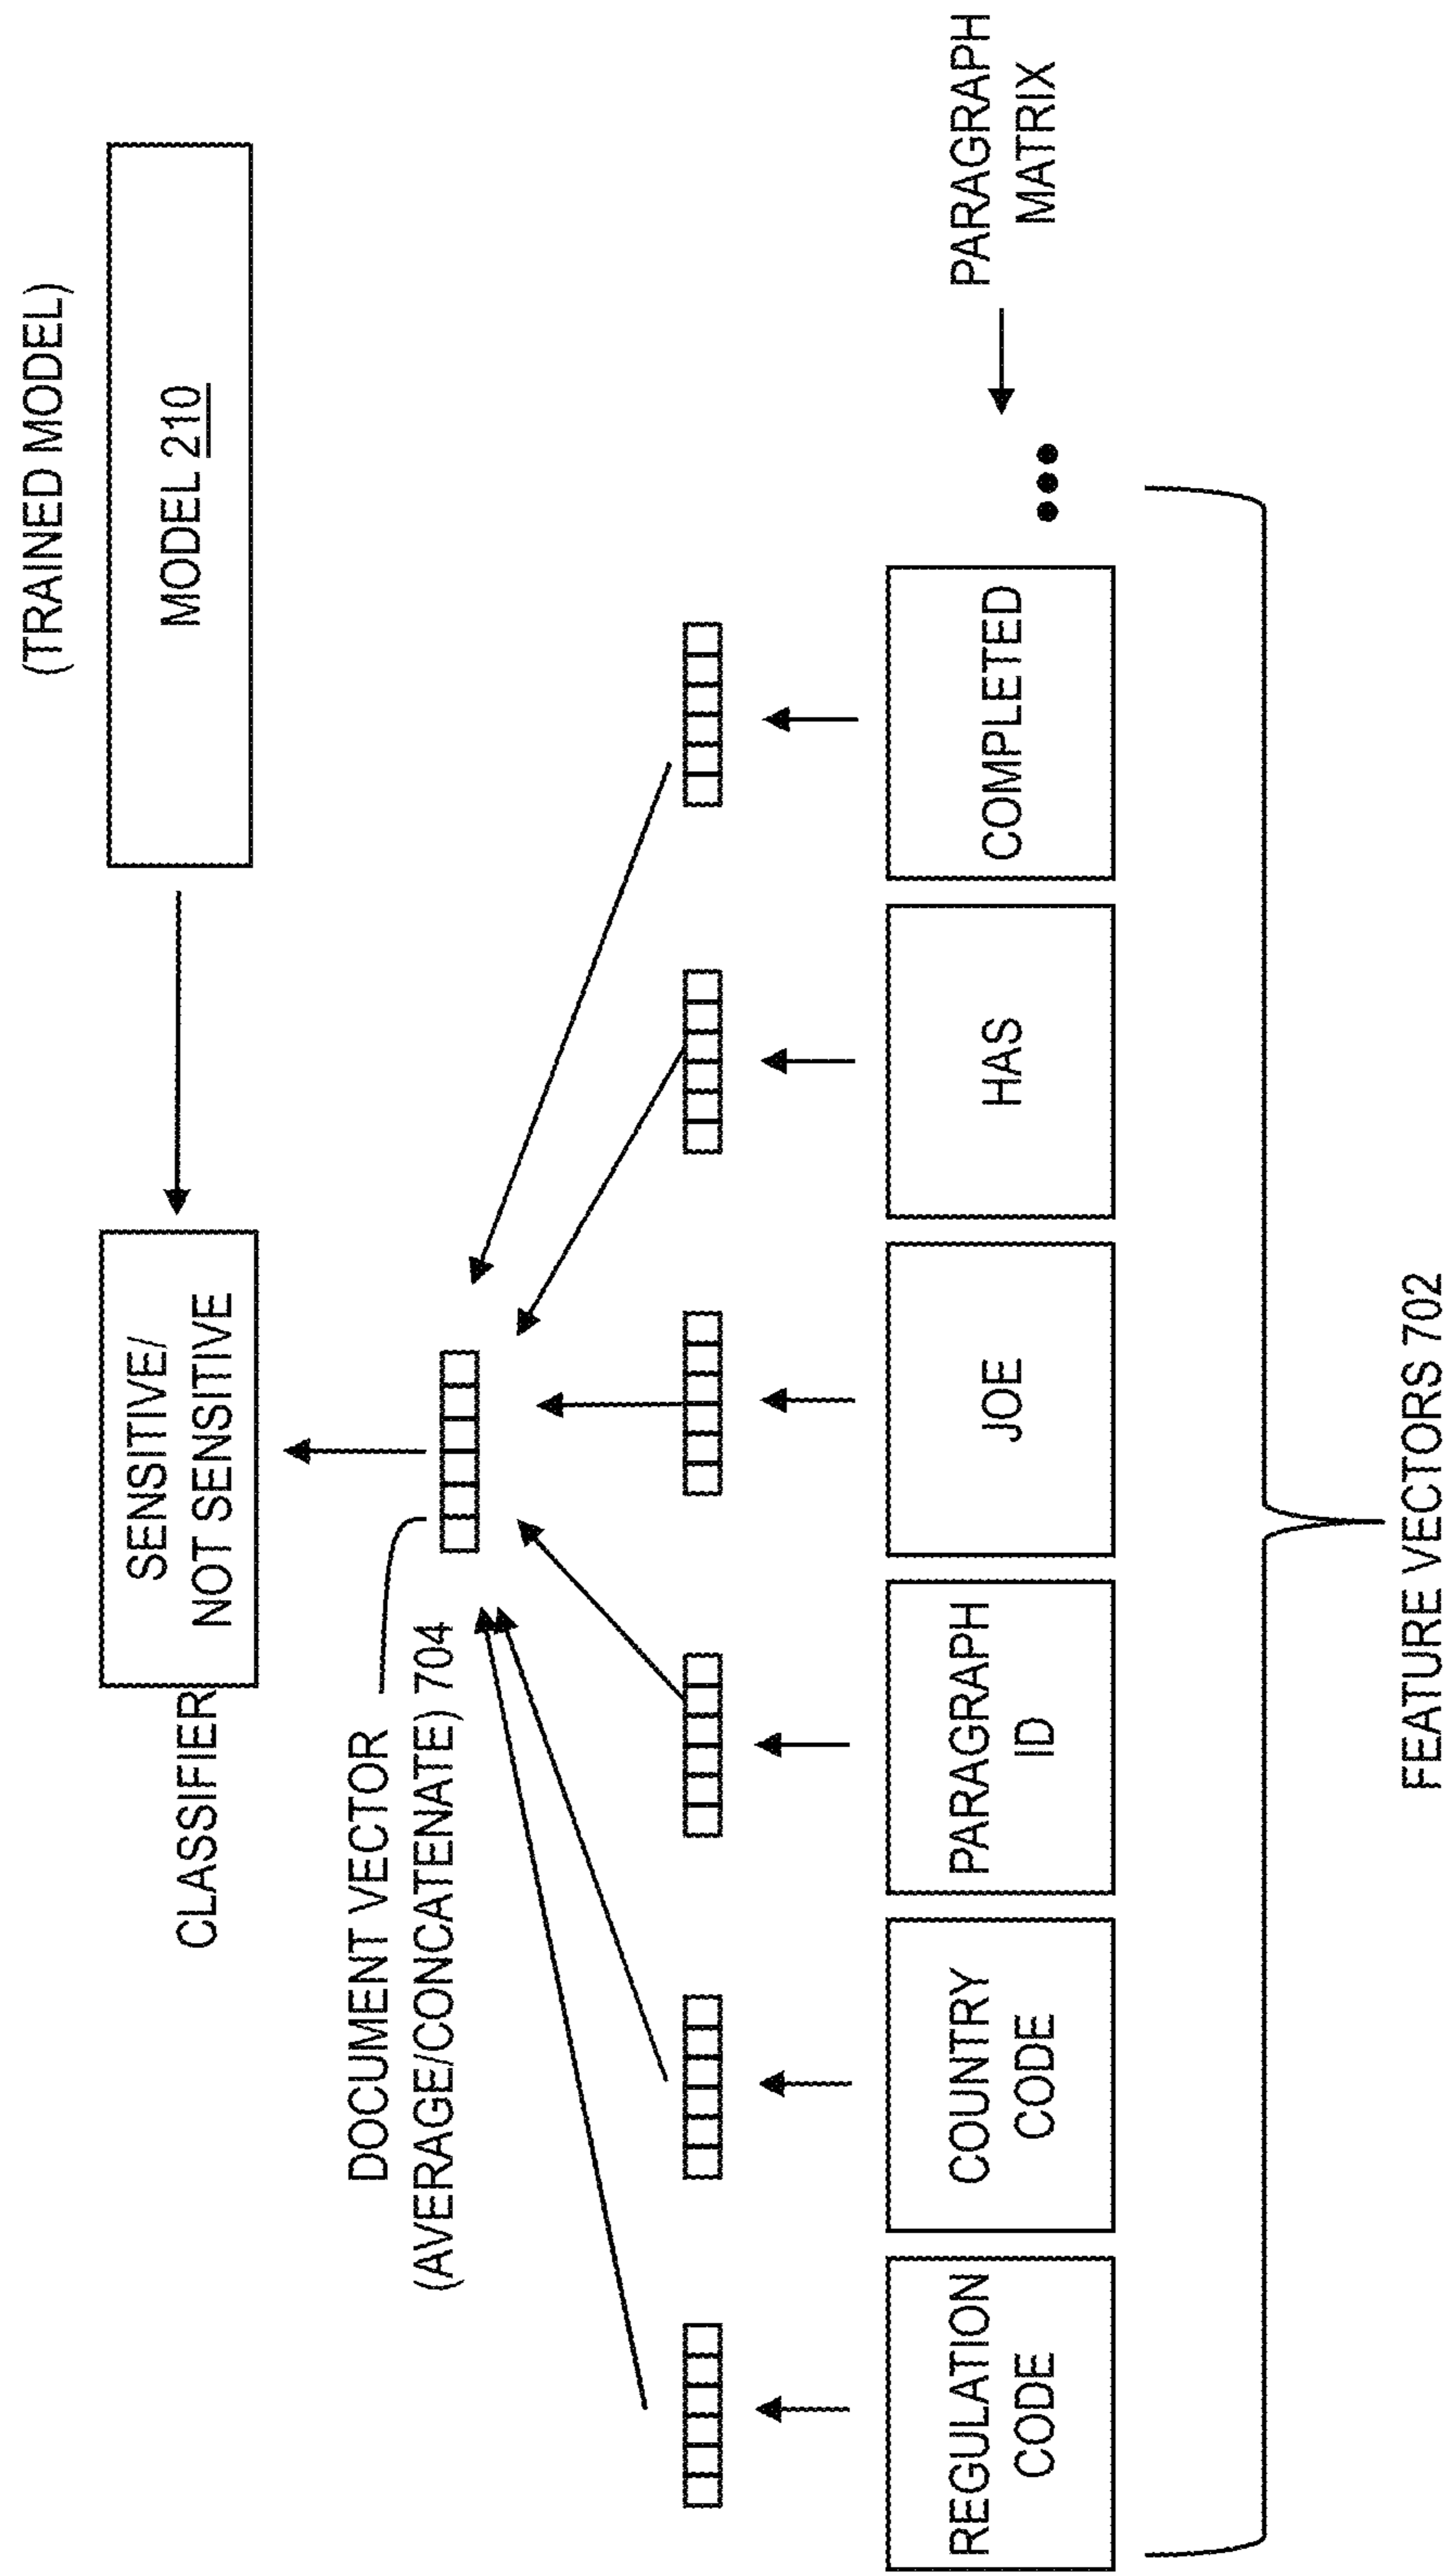 (TRAINED MODEL)
MODEL 210
SENSITIVE/
NOT SENSITIVE
CLASSIFIER
DOCUMENT VECTOR
(AVERAGE/CONCATENATE) 704
REGULATION
CODE
COUNTRY
CODE
PARAGRAPH
ID
JOE
HAS
COMPLETED
PARAGRAPH
MATRIX
FEATURE VECTORS 702